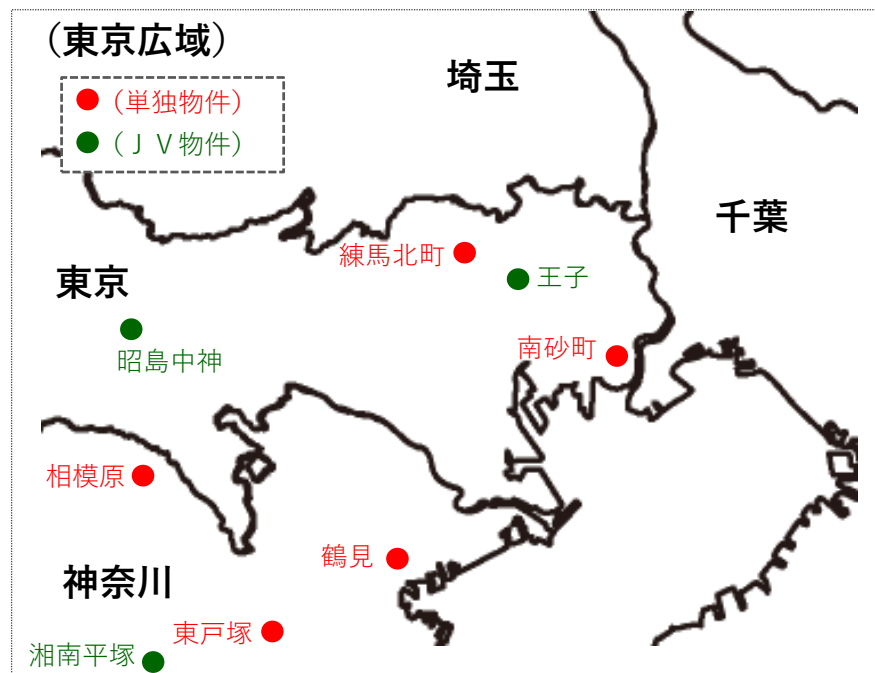 （東京広域）
（単独物件）
（ＪＶ物件）
埼玉
千葉
練馬北町
王子
東京
南砂町
昭島中神
相模原
鶴見
神奈川
東戸塚
湘南平塚